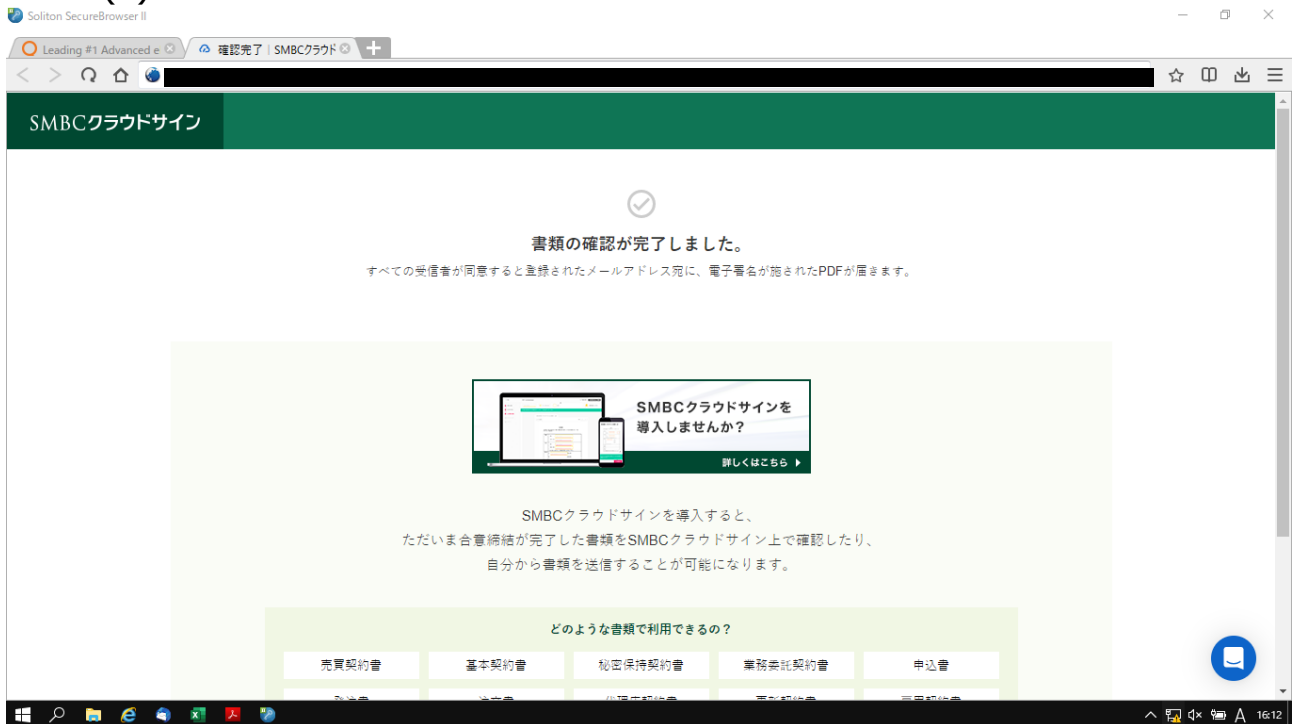 Soliton SecureBrowser II
Leading #1 Advanced e
確認完了 | SMBCクラウド
SMBCクラウドサイン
書類の確認が完了しました。
すべての受信者が同意すると登録されたメールアドレス宛に、電子署名が施されたPDFが届きます。
SMBCクラウドサインを
導入しませんか？
詳しくはこちら
SMBCクラウドサインを導入すると、
ただいま合意締結が完了した書類をSMBCクラウドサイン上で確認したり、
自分から書類を送信することが可能になります。
どのような書類で利用できるの？
売買契約書 基本契約書 秘密保持契約書 業務委託契約書 申込書
A 16:12